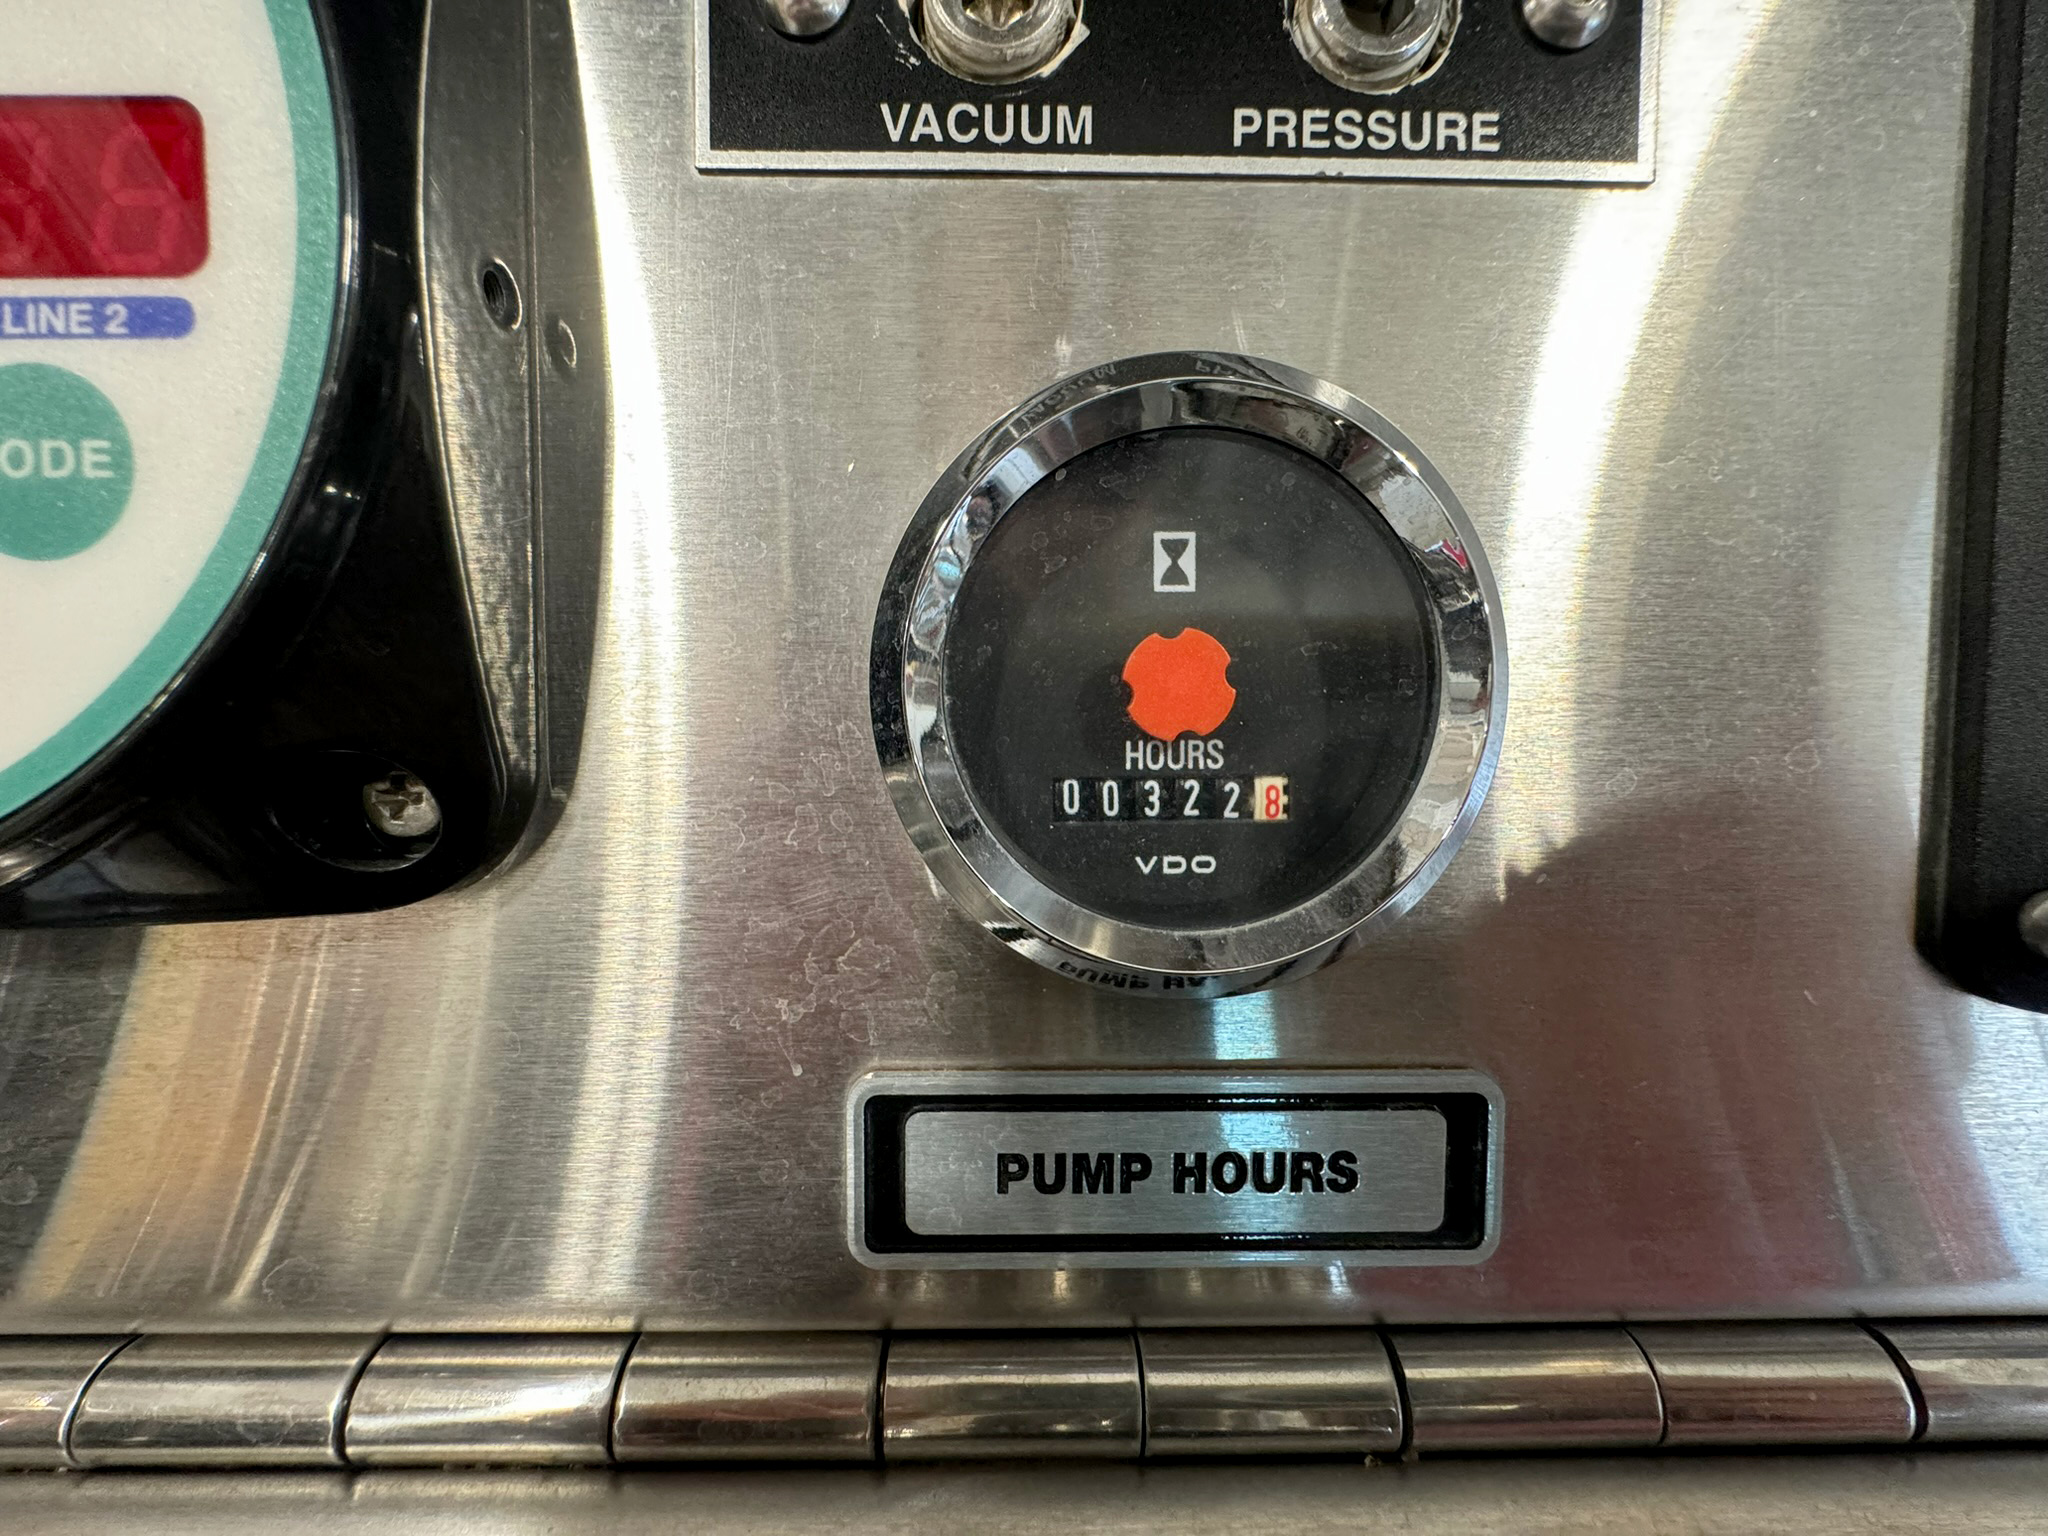 VACUUM PRESSURE
LINE 2
ODE
HOURS
003228
VDO
PUMP HOURS